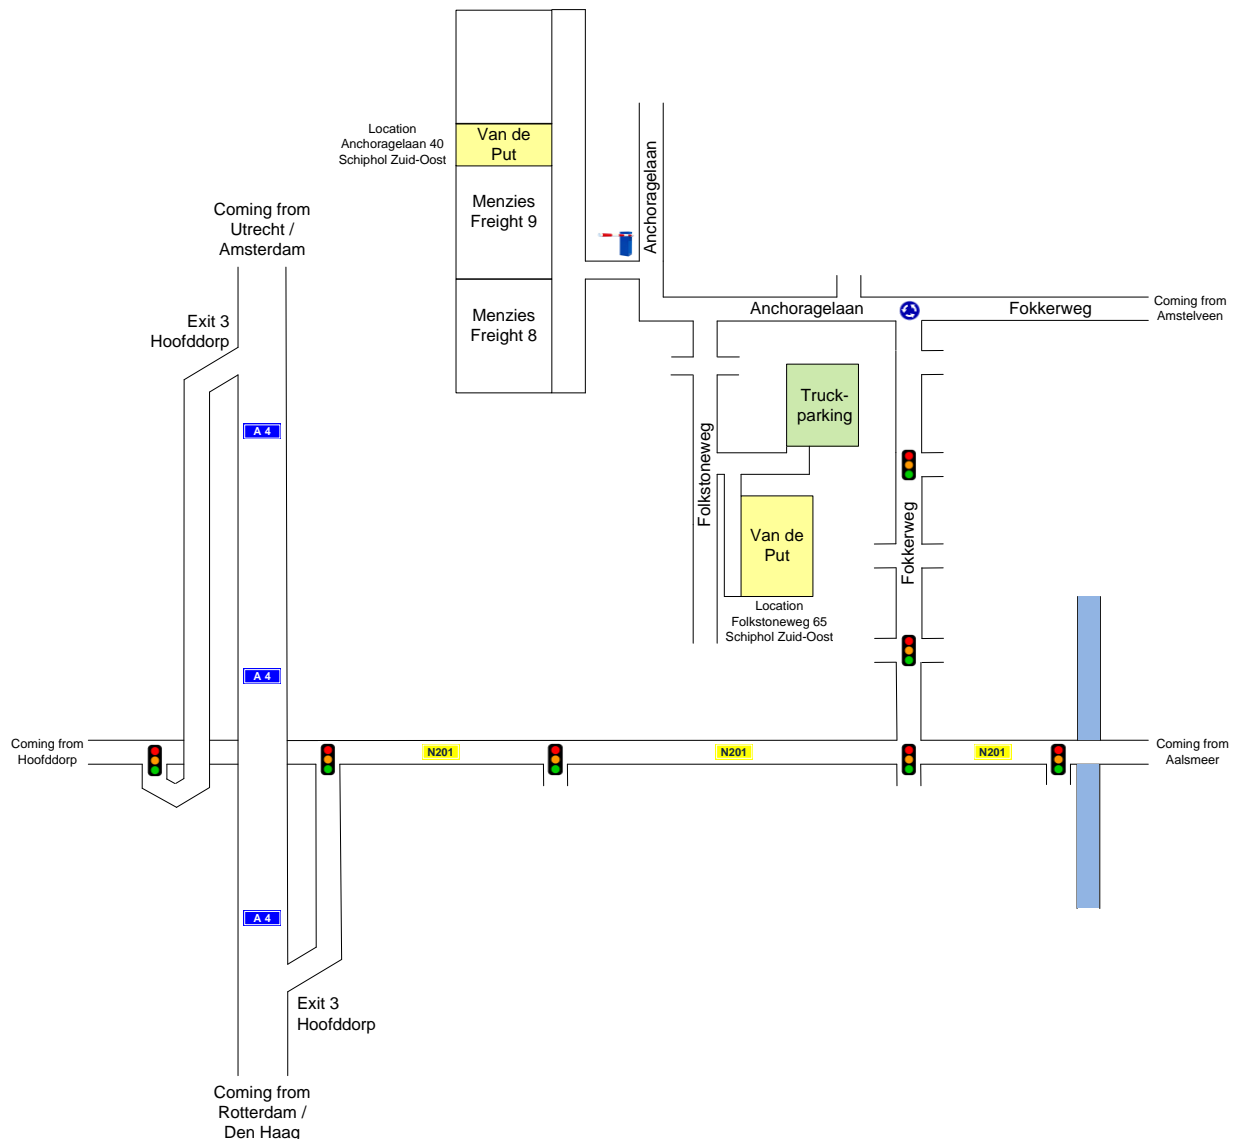 Location
Anchoragelaan 40
Schiphol Zuid-Oost
Van de
Put
Menzies
Freight 9
Menzies
Freight 8
Anchoragelaan
Coming from
Utrecht /
Amsterdam
Exit 3
Hoofddorp
Anchoragelaan
Fokkerweg
Coming from
Amstelveen
Truck-
parking
A 4
Folkstoneweg
Fokkerweg
Van de
Put
Location
Folkstoneweg 65
Schiphol Zuid-Oost
A 4
Coming from
Hoofddorp
N201
N201
N201
Coming from
Aalsmeer
A 4
Exit 3
Hoofddorp
Coming from
Rotterdam /
Den Haag